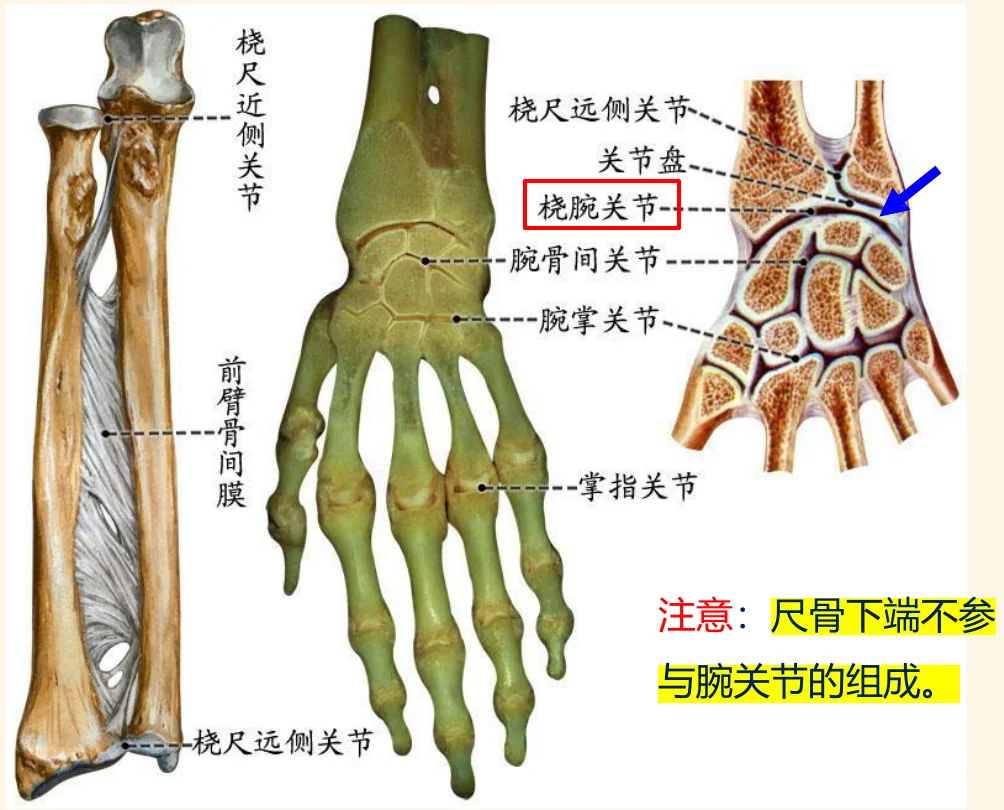 桡尺近侧关节
桡尺远侧关节
关节盘
桡腕关节
腕骨间关节
腕掌关节
前臂骨间膜
掌指关节
注意：尺骨下端不参
与腕关节的组成。
桡尺远侧关节